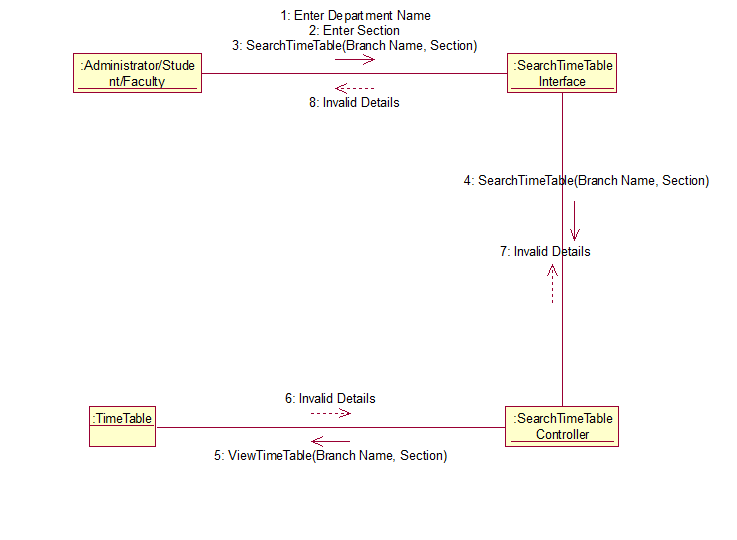 1: Enter Department Name
2: Enter Section
3: SearchTimeTable(Branch Name, Section)
:Administrator/Stude
nt/Faculty
:SearchTimeTable
Interface
8: Invalid Details
4: SearchTimeTable(Branch Name, Section)
7: Invalid Details
6: Invalid Details
:TimeTable
:SearchTimeTable
Controller
5: ViewTimeTable(Branch Name, Section)